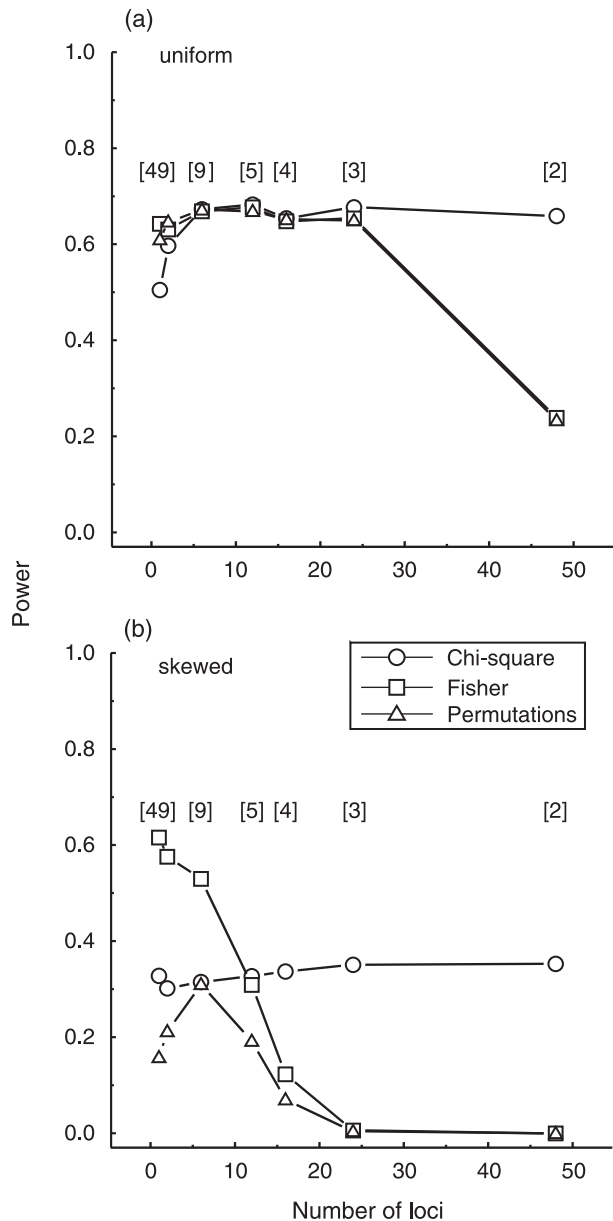 (a)
uniform
1.0
0.8
0.6
0.4
0.2
0.0
[49] [9] [5] [4] [3] [2]
0 10 20 30 40 50
Power
(b)
skewed
Chi-square
Fisher
Permutations
1.0
0.8
0.6
0.4
0.2
0.0
[49] [9] [5] [4] [3] [2]
0 10 20 30 40 50
Number of loci